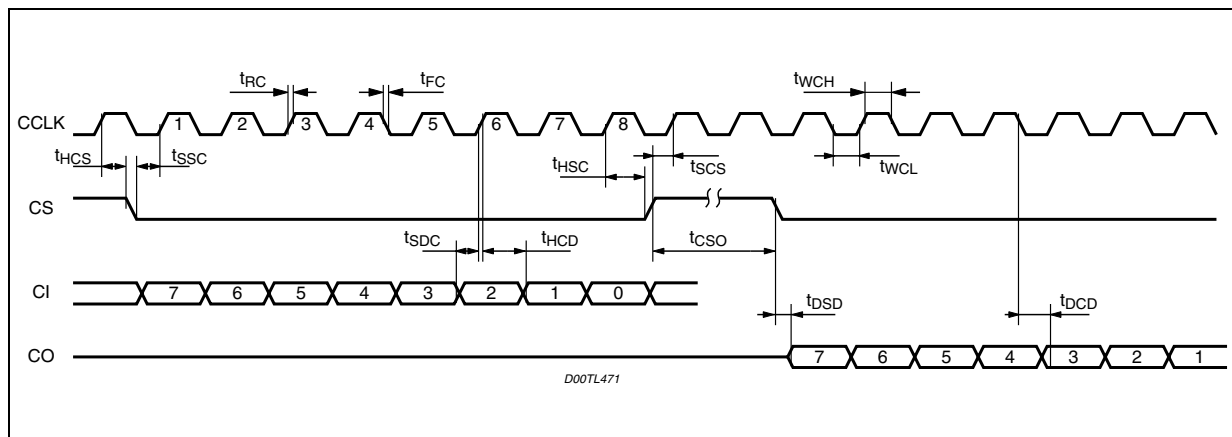 tRC tFC tWCH
CCLK 1 2 3 4 5 6 7 8
tHCS tSSC tHSC tSCS tWCL
CS
tSDC tHCD tCSO
CI 7 6 5 4 3 2 1 0
tDSD tDCD
CO 7 6 5 4 3 2 1
D00TL471